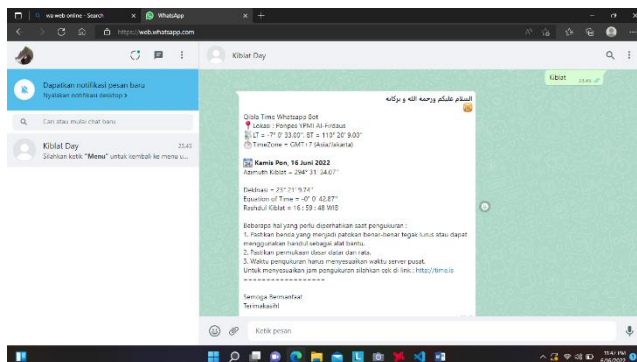 wa web online - Search
WhatsApp
https://web.whatsapp.com
Kiblat Day
Dapatkan notifikasi pesan baru
Nyalakan notifikasi desktop >
Cari atau mulai chat baru
Kiblat Day 23.43
Silahkan ketik "Menu" untuk kembali ke menu u...
Kiblat
السلام عليكم ورحمة الله و بركاته
Qibla Time Whatsapp Bot
Lokasi : Ponpes YPMI Al-Firdaus
LT = -7° 0' 33.00", BT = 110° 20' 9.00"
TimeZone = GMT+7 (Asia/Jakarta)
Kamis Pon, 16 Juni 2022
Azimuth Kiblat = 294° 31' 24.07"
Deklinasi = 23° 21' 9.74"
Equation of Time = -0° 0' 42.87"
Rashdul Kiblat = 16 : 59 : 48 WIB
Beberapa hal yang perlu diperhatikan saat pengukuran :
1. Pastikan benda yang menjadi patokan benar-benar tegak lurus atau dapat
menggunakan bandul sebagai alat bantu.
2. Pastikan permukaan dasar datar dan rata.
3. Waktu pengukuran harus menyesuaikan waktu server pusat.
Untuk menyesuaikan jam pengukuran silahkan cek di link : http://time.is
==================
Semoga Bermanfaat
Terimakasih!
Ketik pesan
11:47 PM
6/16/2022